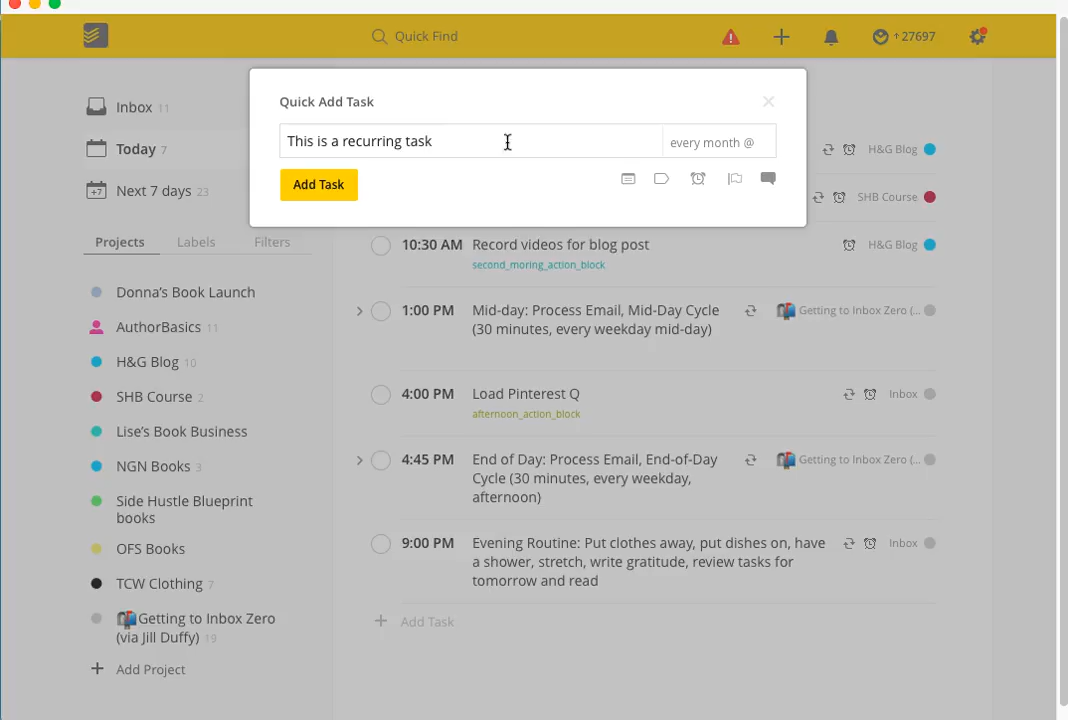 Quick Find
↑27697
Inbox 11
Today 7
+7
Next 7 days 23
Projects Labels Filters
Donna’s Book Launch
AuthorBasics 11
H&G Blog 10
SHB Course 2
Lise’s Book Business
NGN Books 3
Side Hustle Blueprint
books
OFS Books
TCW Clothing 7
Getting to Inbox Zero
(via Jill Duffy) 19
Add Project
Quick Add Task
This is a recurring task
every month @
Add Task
H&G Blog
SHB Course
10:30 AM Record videos for blog post
H&G Blog
second_moring_action_block
1:00 PM Mid-day: Process Email, Mid-Day Cycle
(30 minutes, every weekday mid-day)
Getting to Inbox Zero (...
4:00 PM Load Pinterest Q
Inbox
afternoon_action_block
4:45 PM End of Day: Process Email, End-of-Day
Cycle (30 minutes, every weekday,
afternoon)
Getting to Inbox Zero (...
9:00 PM Evening Routine: Put clothes away, put dishes on, have
a shower, stretch, write gratitude, review tasks for
tomorrow and read
Inbox
Add Task